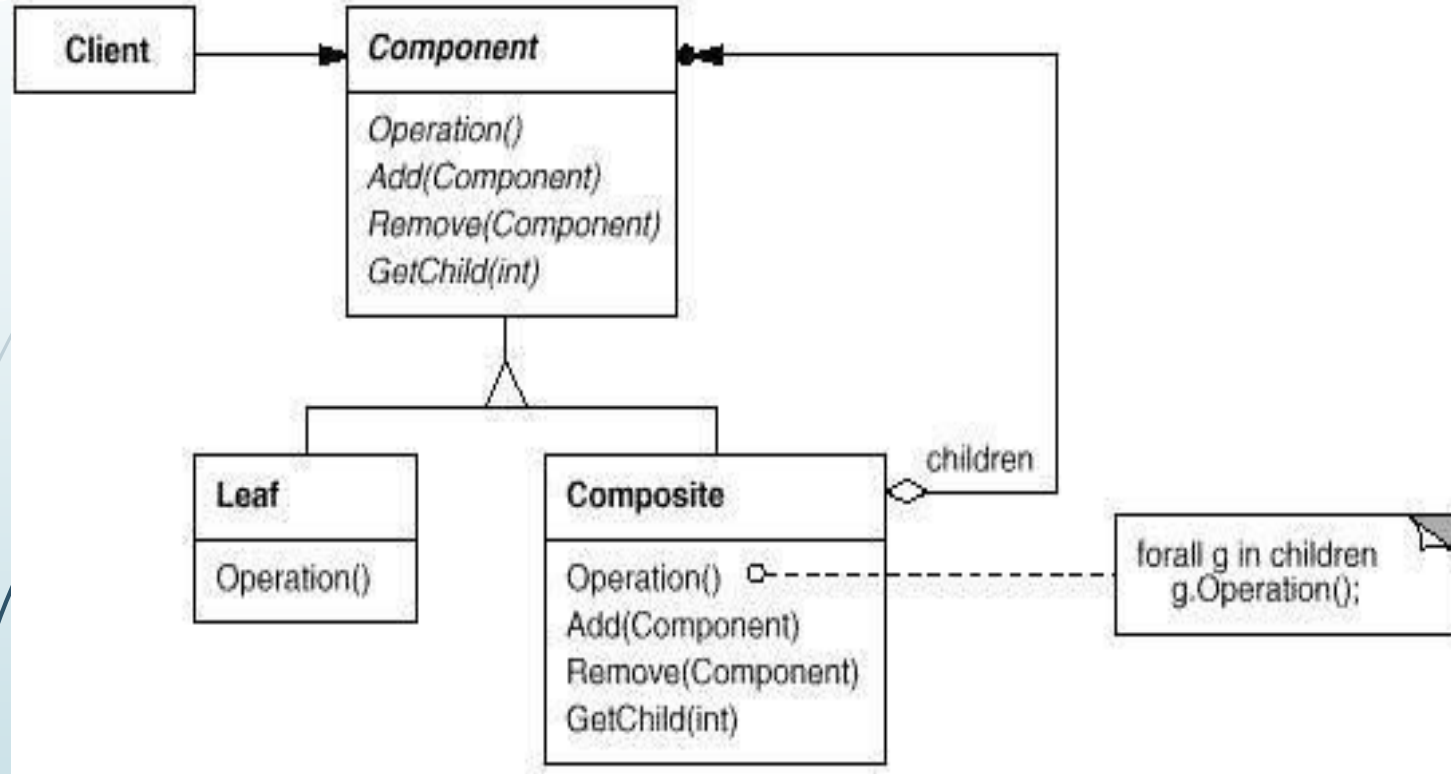 Client
Component
Operation()
Add(Component)
Remove(Component)
GetChild(int)
Leaf
Operation()
Composite
Operation()
Add(Component)
Remove(Component)
GetChild(int)
children
forall g in children
g.Operation();